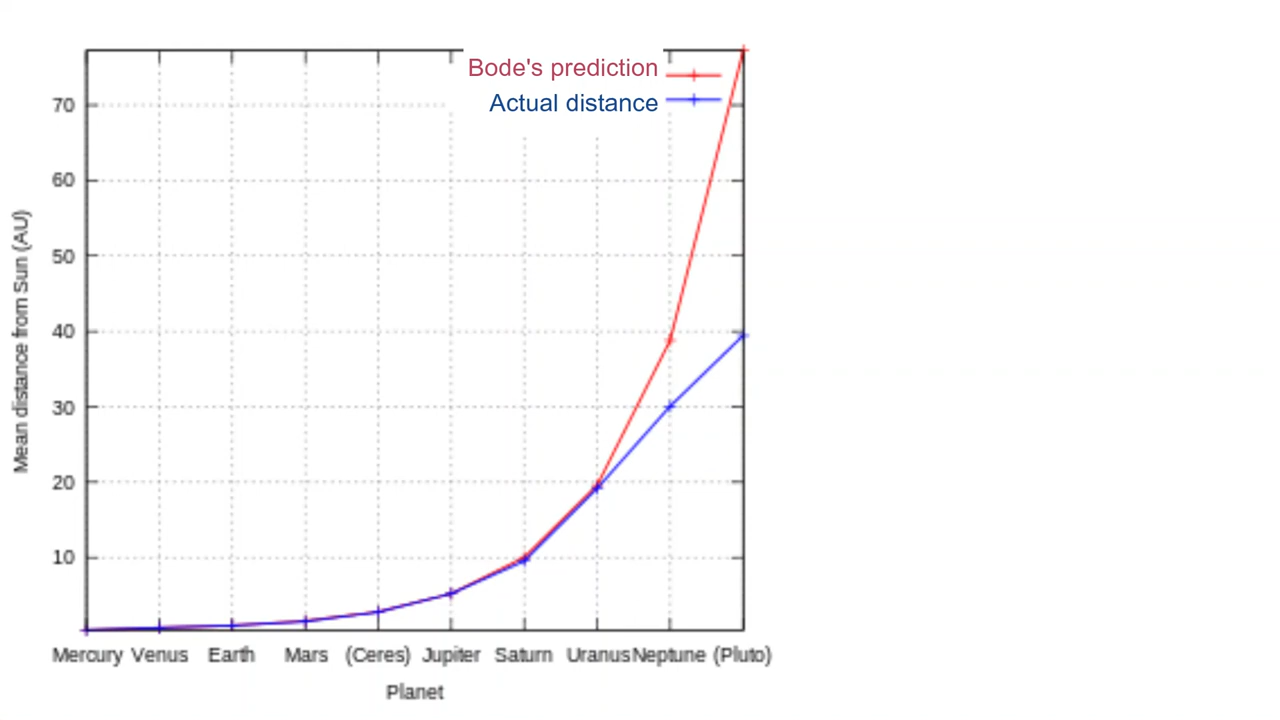 Bode's prediction
Actual distance
70
60
50
40
30
20
10
Mean distance from Sun (AU)
Mercury Venus Earth Mars (Ceres) Jupiter Saturn Uranus Neptune (Pluto)
Planet